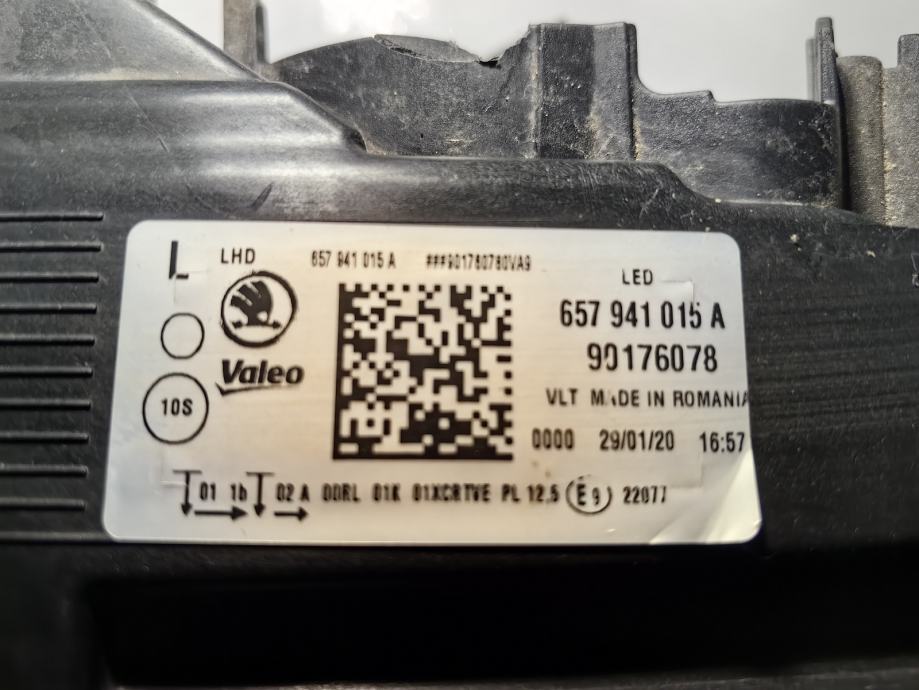 L LHD 657 941 015 A ###901760780VA9
LED
657 941 015 A
90176078
Valeo
VLT MADE IN ROMANIA
10S
0000 29/01/20 16:57
01 1b 02 A 00RL 01K 01XCRTVE PL 12,5 E9 22077